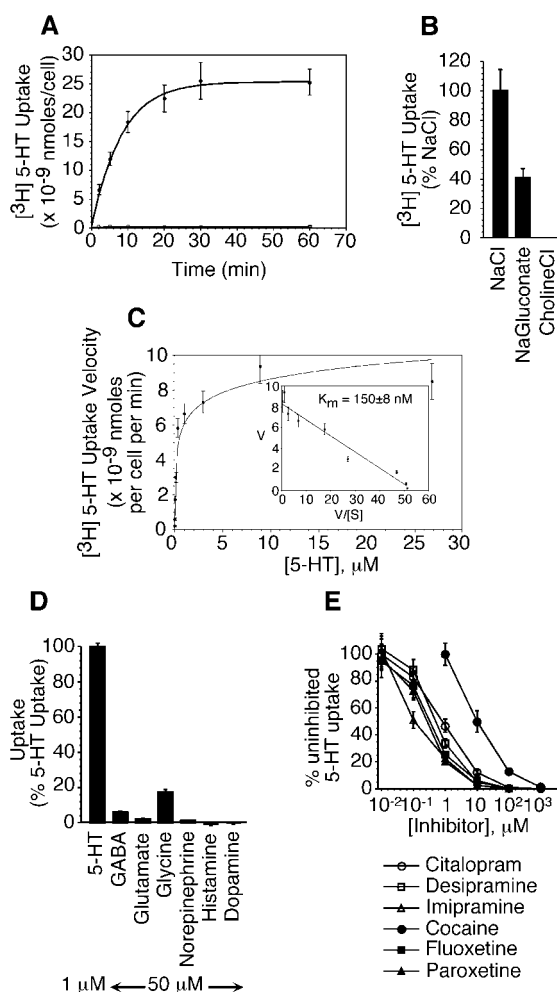 A
[³H] 5-HT Uptake
(x 10-9 nmoles/cell)
35
30
25
20
15
10
5
0
0 10 20 30 40 50 60 70
Time (min)
B
[³H] 5-HT Uptake
(% NaCl)
120
100
80
60
40
20
0
NaCl
NaGluconate
CholineCl
C
[³H] 5-HT Uptake Velocity
(x 10-9 nmoles
per cell per min)
10
8
6
4
2
0
0 5 10 15 20 25 30
[5-HT], μM
Km = 150±8 nM
V
10
8
6
4
2
0
0 10 20 30 40 50 60
V/[S]
D
Uptake
(% 5-HT Uptake)
100
80
60
40
20
0
5-HT
GABA
Glutamate
Glycine
Norepinephrine
Histamine
Dopamine
1 μM ← 50 μM →
E
% uninhibited
5-HT uptake
100
80
60
40
20
0
10-2 10-1 1 10 10² 10³
[Inhibitor], μM
Citalopram
Desipramine
Imipramine
Cocaine
Fluoxetine
Paroxetine